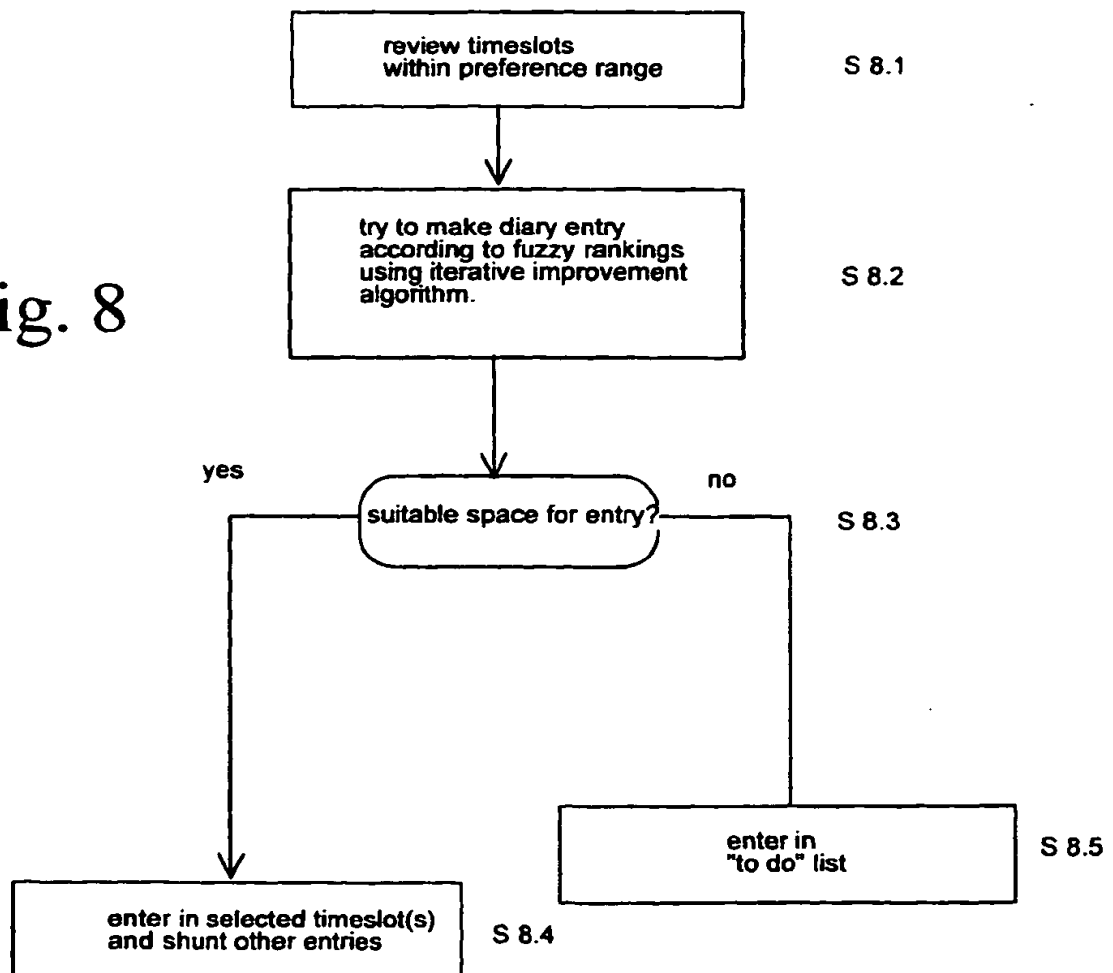 review timeslots
within preference range
S 8.1
try to make diary entry
according to fuzzy rankings
using iterative improvement
algorithm.
S 8.2
ig. 8
yes
no
suitable space for entry?
S 8.3
enter in
"to do" list
S 8.5
enter in selected timeslot(s)
and shunt other entries
S 8.4